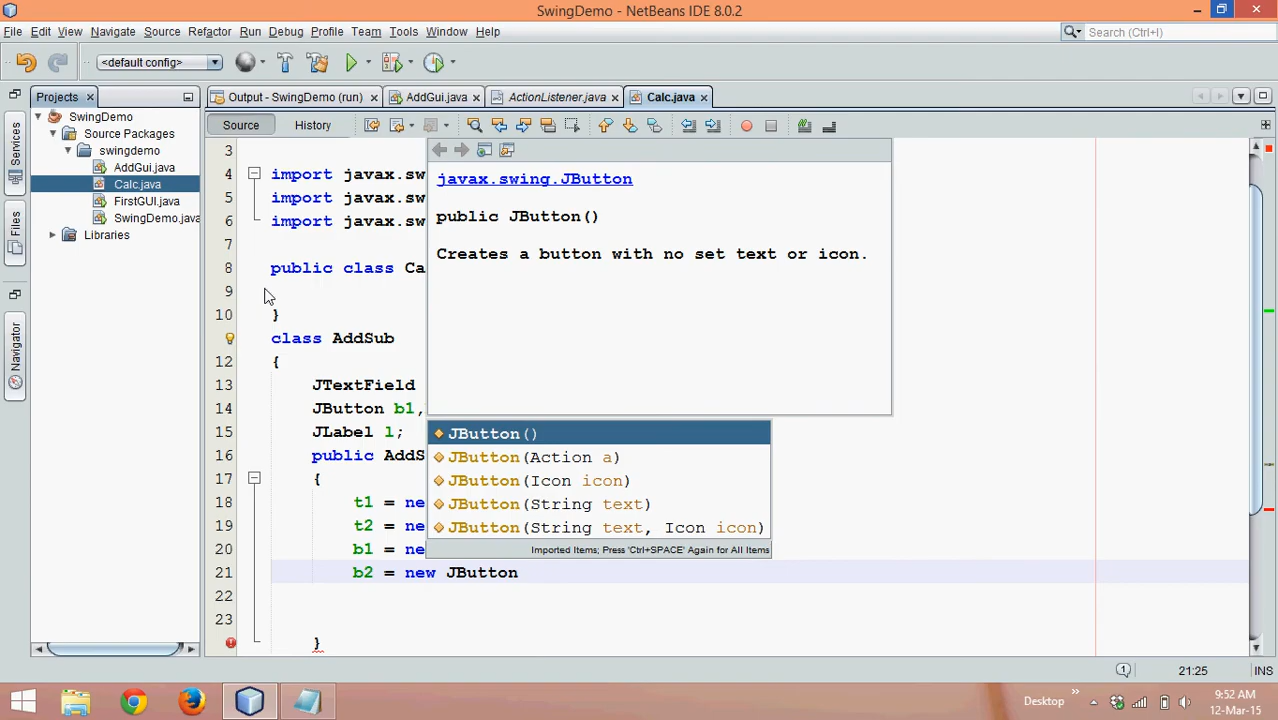 SwingDemo - NetBeans IDE 8.0.2
File Edit View Navigate Source Refactor Run Debug Profile Team Tools Window Help
Search (Ctrl+I)
<default config>
Projects
Output - SwingDemo (run) AddGui.java ActionListener.java Calc.java
Source History
Services
Files
Navigator
SwingDemo
Source Packages
swingdemo
AddGui.java
Calc.java
FirstGUI.java
SwingDemo.java
Libraries
3
4 import javax.sw
5 import javax.sw
6 import javax.sw
7
8 public class Ca
9
10 }
class AddSub
12 {
13 JTextField
14 JButton b1,
15 JLabel l;
16 public AddS
17 {
18 t1 = new
19 t2 = new
20 b1 = new
21 b2 = new JButton
22
23
}
javax.swing.JButton
public JButton()
Creates a button with no set text or icon.
JButton()
JButton(Action a)
JButton(Icon icon)
JButton(String text)
JButton(String text, Icon icon)
Imported Items; Press 'Ctrl+SPACE' Again for All Items
1 21:25 INS
Desktop
9:52 AM
12-Mar-15